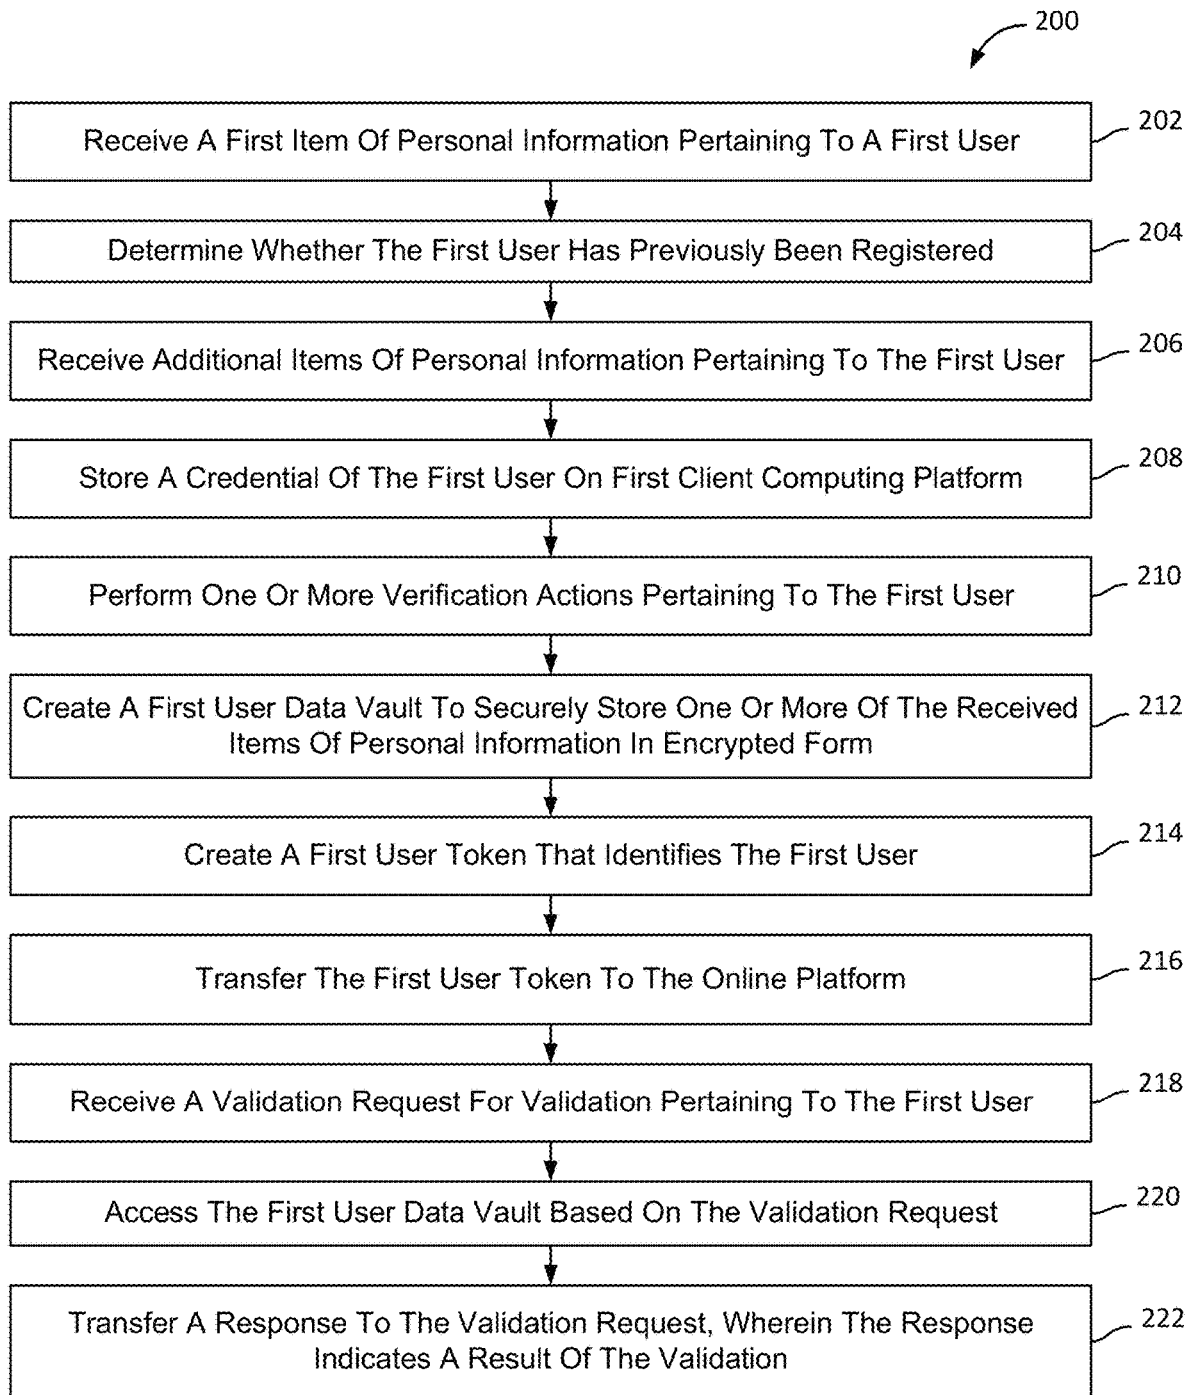 200
Receive A First Item Of Personal Information Pertaining To A First User
202
Determine Whether The First User Has Previously Been Registered
204
Receive Additional Items Of Personal Information Pertaining To The First User
206
Store A Credential Of The First User On First Client Computing Platform
208
Perform One Or More Verification Actions Pertaining To The First User
210
Create A First User Data Vault To Securely Store One Or More Of The Received
Items Of Personal Information In Encrypted Form
212
Create A First User Token That Identifies The First User
214
Transfer The First User Token To The Online Platform
216
Receive A Validation Request For Validation Pertaining To The First User
218
Access The First User Data Vault Based On The Validation Request
220
Transfer A Response To The Validation Request, Wherein The Response
Indicates A Result Of The Validation
222